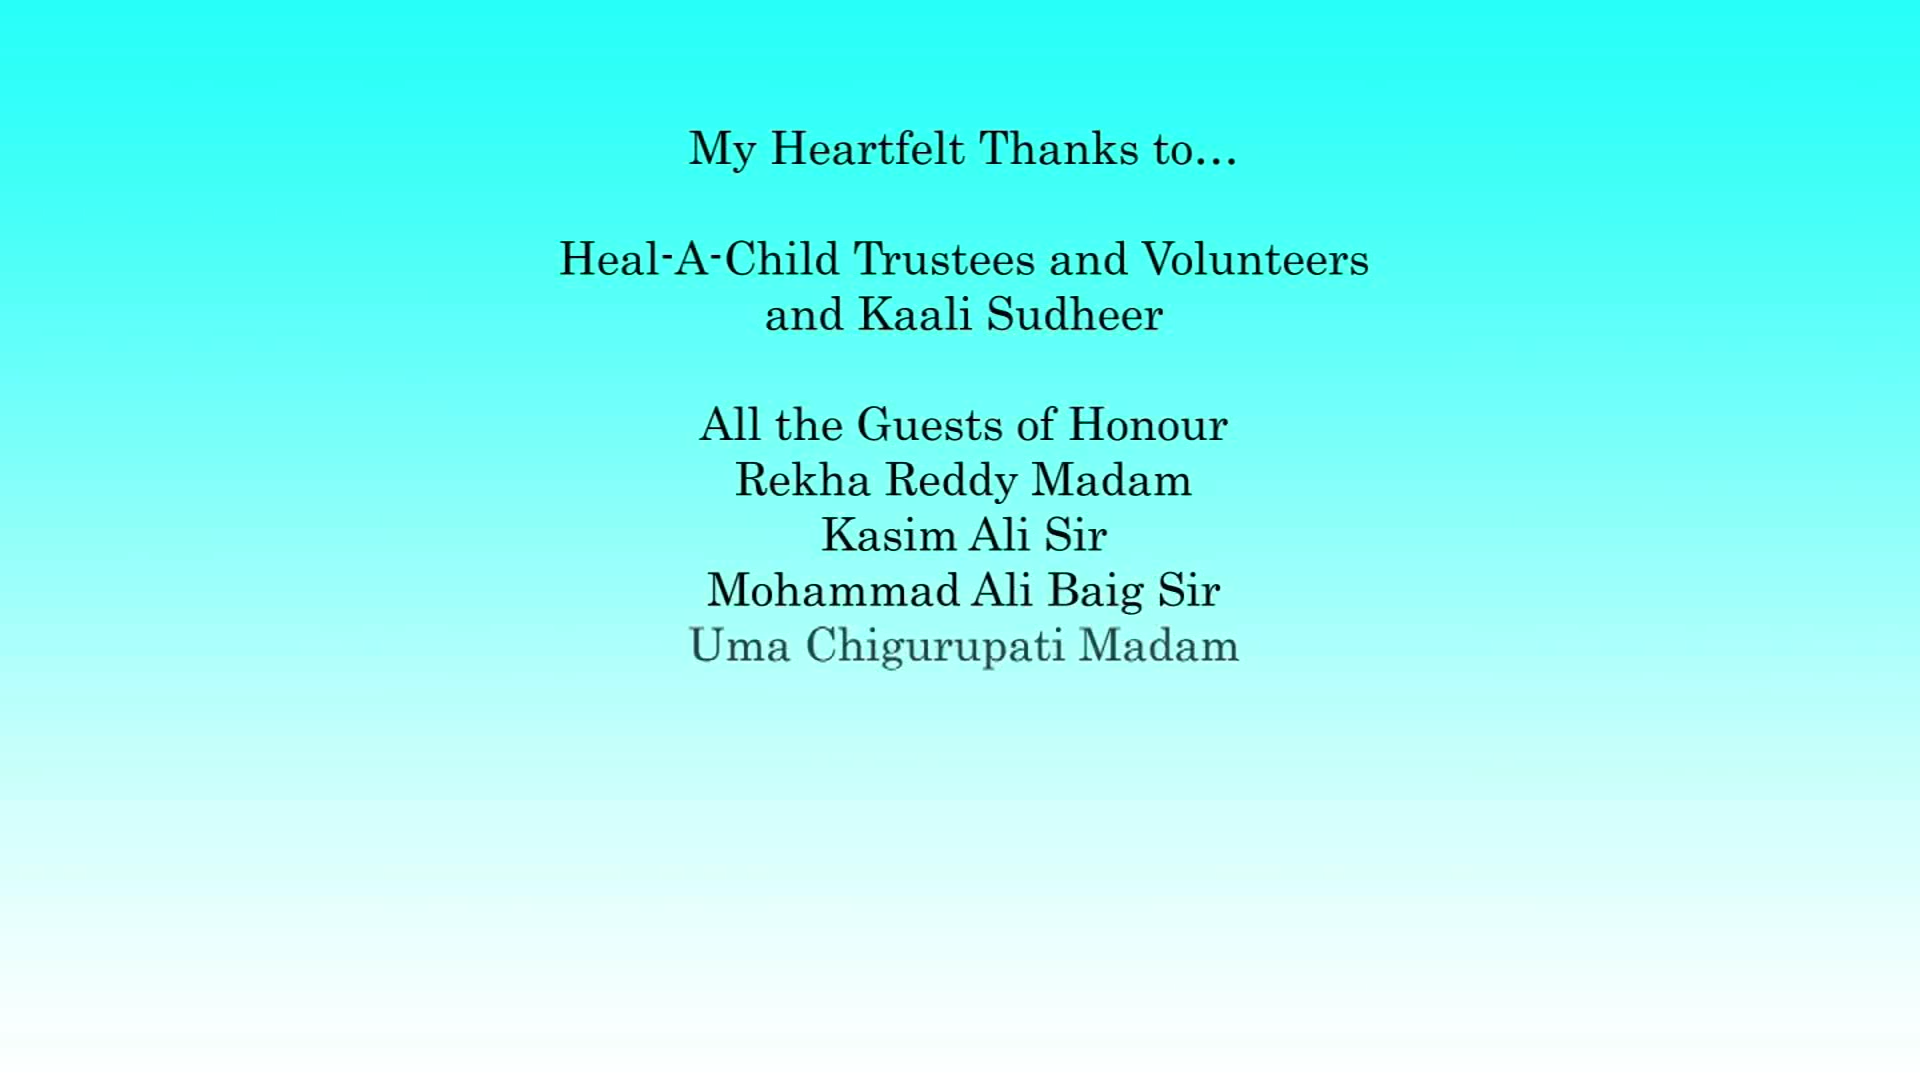 My Heartfelt Thanks to...
Heal-A-Child Trustees and Volunteers
and Kaali Sudheer
All the Guests of Honour
Rekha Reddy Madam
Kasim Ali Sir
Mohammad Ali Baig Sir
Uma Chigurupati Madam